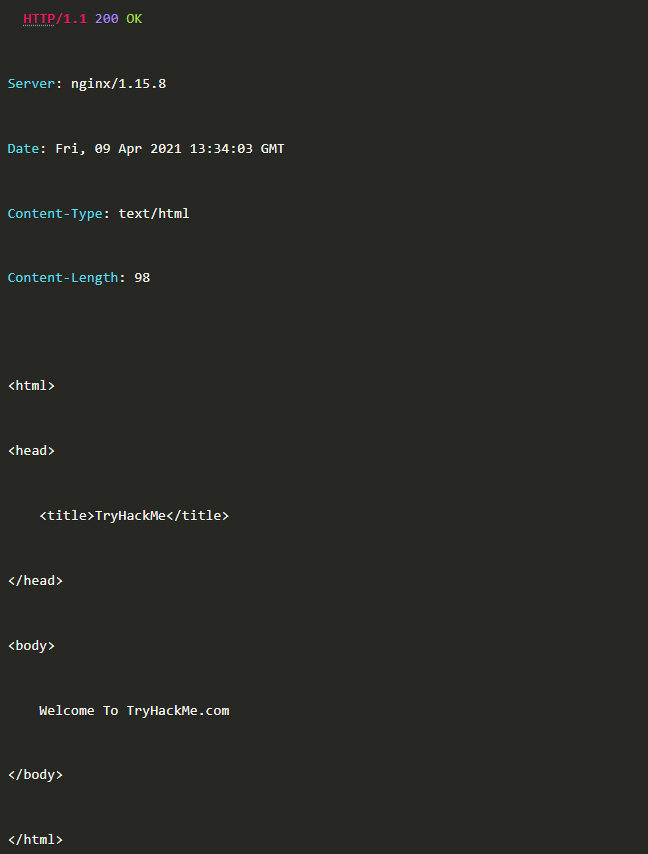 HTTP/1.1 200 OK
Server: nginx/1.15.8
Date: Fri, 09 Apr 2021 13:34:03 GMT
Content-Type: text/html
Content-Length: 98
<html>
<head>
    <title>TryHackMe</title>
</head>
<body>
    Welcome To TryHackMe.com
</body>
</html>